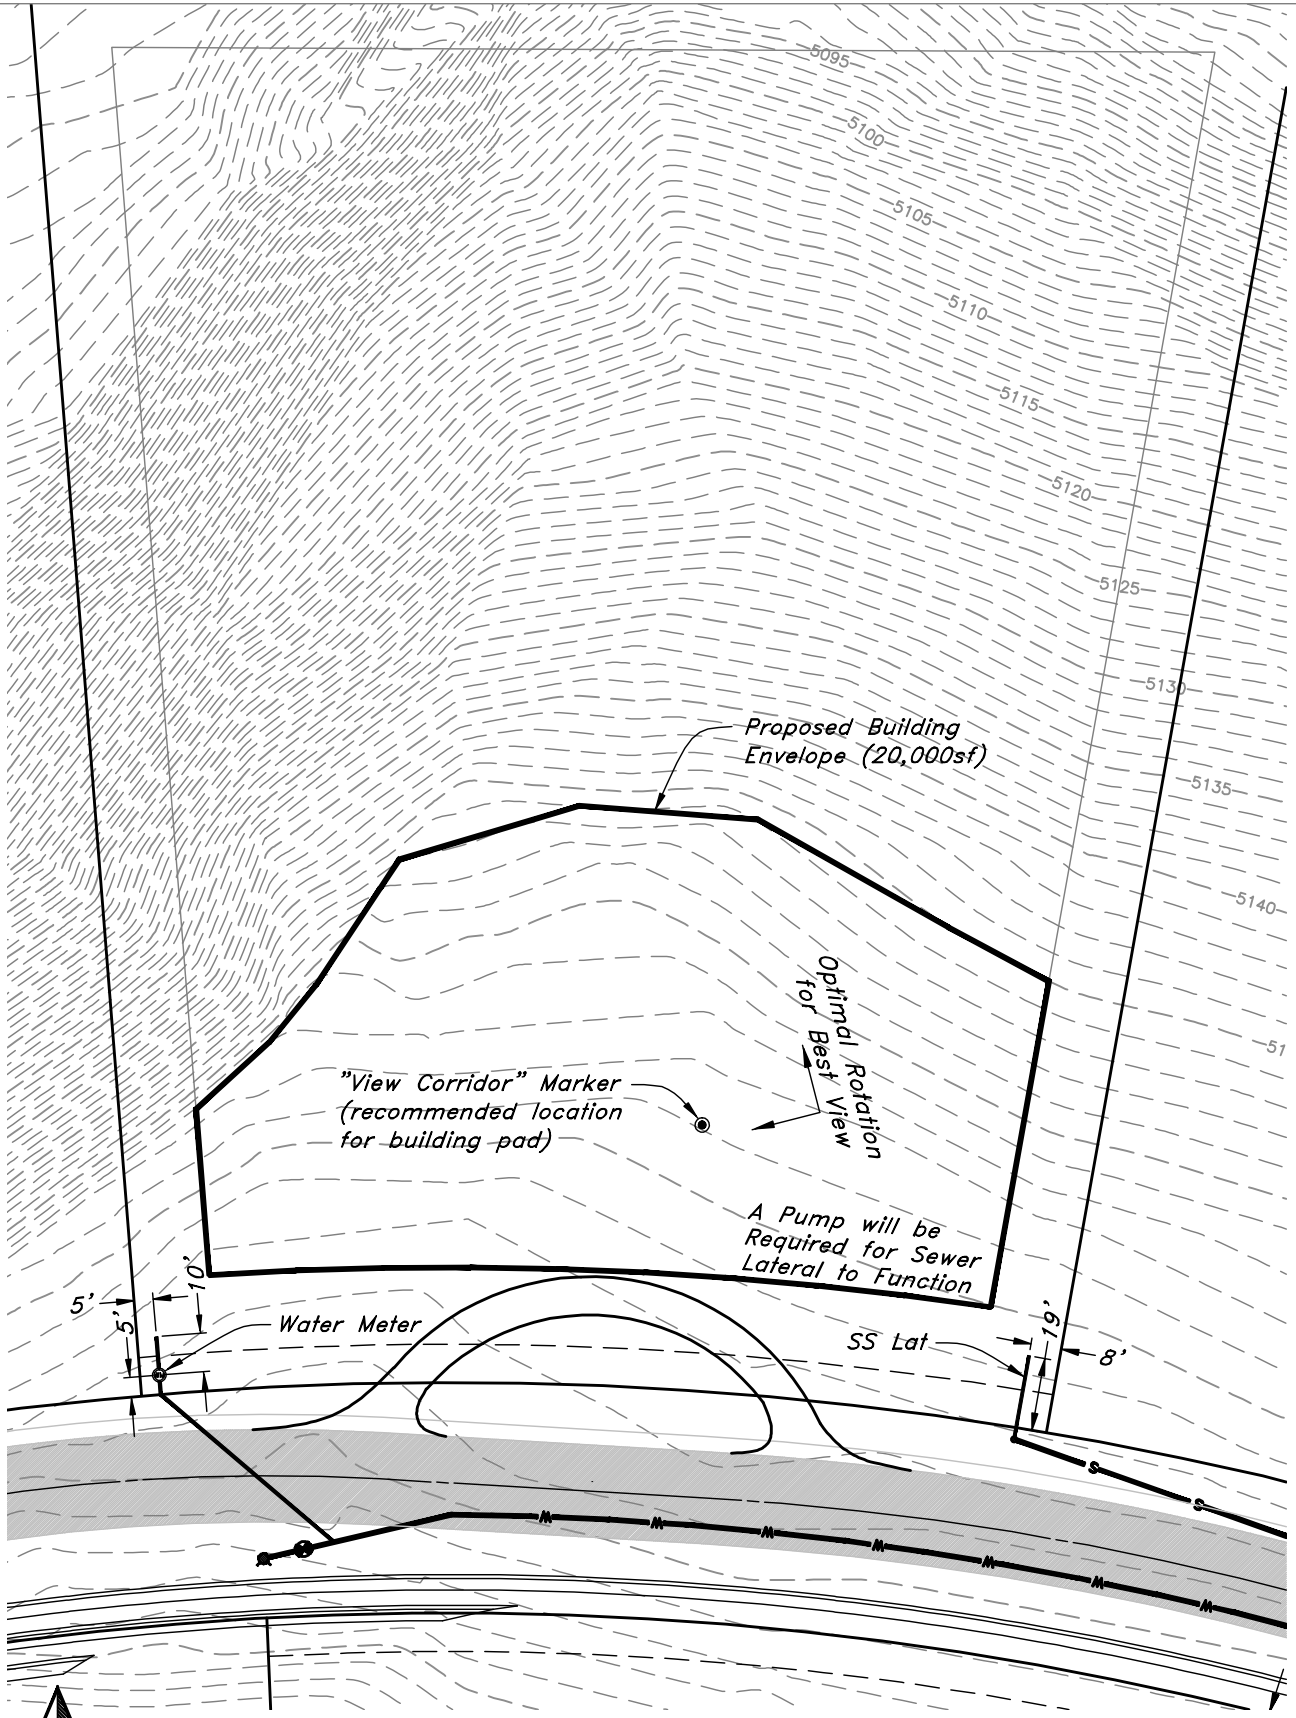 5095
5100
5105
5110
5115
5120
5125
5130
5135
5140
51
Proposed Building
Envelope (20,000sf)
Optimal Rotation
for Best View
"View Corridor" Marker
(recommended location
for building pad)
A Pump will be
Required for Sewer
Lateral to Function
10'
5'
5'
Water Meter
SS Lat
19'
8'
S
S
W
W
W
W
W
W
W